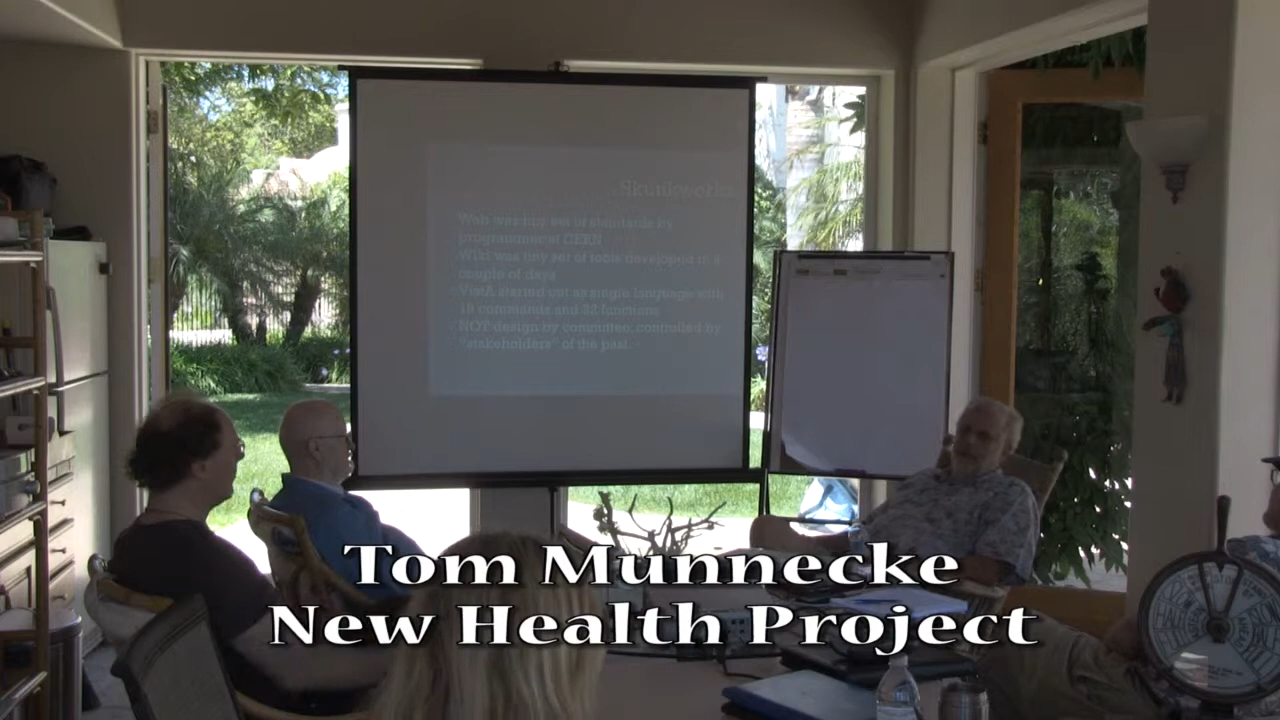 Skunkworks
Web was tiny set of standards by
programmer at CERN
Wiki was tiny set of tools developed in a
couple of days
VistA started out as single language with
19 commands and 22 functions
NOT design by committee, controlled by
"stakeholders" of the past.
Tom Munnecke
New Health Project